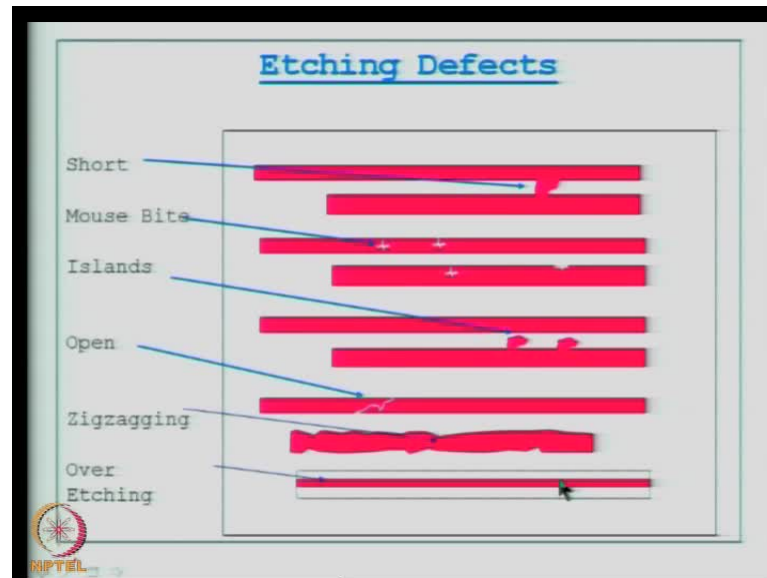 Etching Defects
Short
Mouse Bite
Islands
Open
Zigzagging
Over
Etching
NPTEL